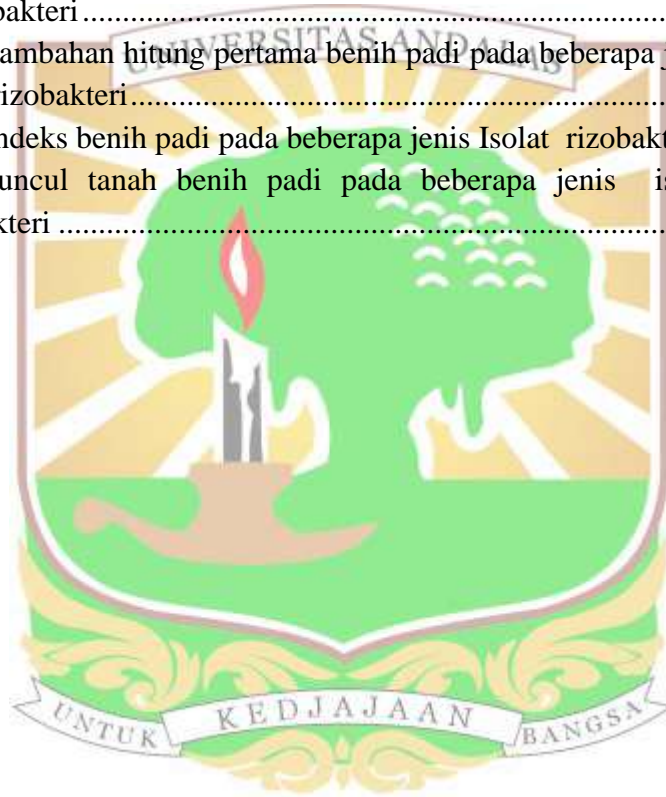 bakteri..........................................................................
UNIVERSITAS ANDALAS
ambahan hitung pertama benih padi pada beberapa j
rizobakteri.......................................................................
ndeks benih padi pada beberapa jenis Isolat rizobakt
uncul tanah benih padi pada beberapa jenis is
kteri ............................................................................
UNTUK KEDJAJAAN BANGSA